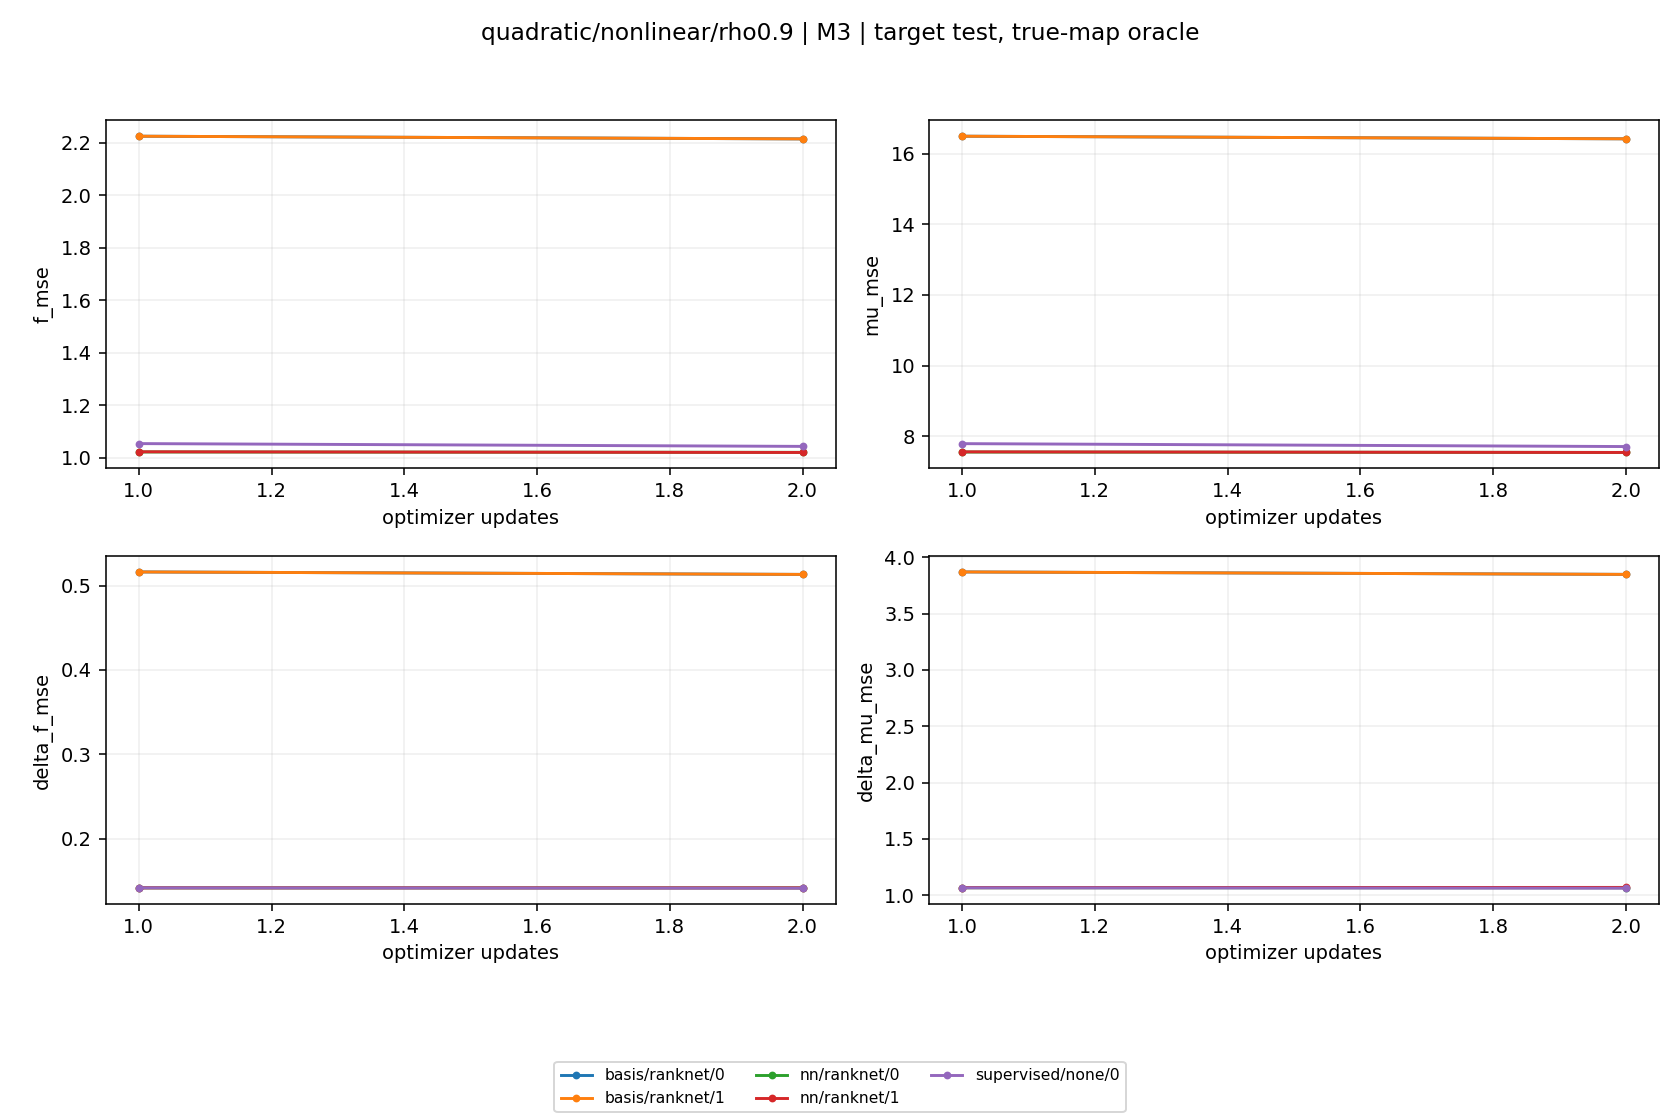 quadratic/nonlinear/rho0.9 | M3 | target test, true-map oracle
f_mse
2.2
2.0
1.8
1.6
1.4
1.2
1.0
1.0 1.2 1.4 1.6 1.8 2.0
optimizer updates
mu_mse
16
14
12
10
8
1.0 1.2 1.4 1.6 1.8 2.0
optimizer updates
delta_f_mse
0.5
0.4
0.3
0.2
1.0 1.2 1.4 1.6 1.8 2.0
optimizer updates
delta_mu_mse
4.0
3.5
3.0
2.5
2.0
1.5
1.0
1.0 1.2 1.4 1.6 1.8 2.0
optimizer updates
basis/ranknet/0 nn/ranknet/0 supervised/none/0
basis/ranknet/1 nn/ranknet/1